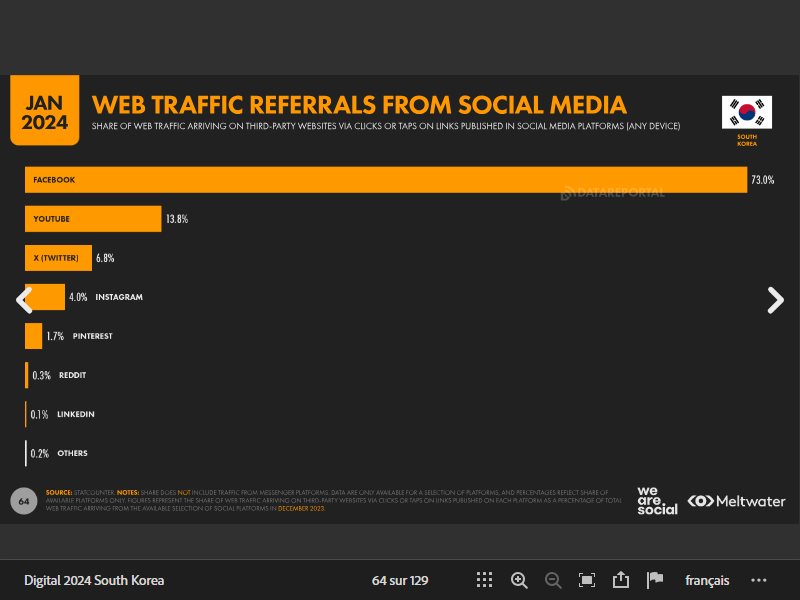 JAN
2024
WEB TRAFFIC REFERRALS FROM SOCIAL MEDIA
SHARE OF WEB TRAFFIC ARRIVING ON THIRD-PARTY WEBSITES VIA CLICKS OR TAPS ON LINKS PUBLISHED IN SOCIAL MEDIA PLATFORMS (ANY DEVICE)
SOUTH
KOREA
FACEBOOK 73.0%
DATAREPORTAL
YOUTUBE 13.8%
X (TWITTER) 6.8%
4.0% INSTAGRAM
1.7% PINTEREST
0.3% REDDIT
0.1% LINKEDIN
0.2% OTHERS
64
SOURCE: STATCOUNTER. NOTES: SHARE DOES NOT INCLUDE TRAFFIC FROM MESSENGER PLATFORMS. DATA ARE ONLY AVAILABLE FOR A SELECTION OF PLATFORMS, AND PERCENTAGES REFLECT SHARE OF
AVAILABLE PLATFORMS ONLY. FIGURES REPRESENT THE SHARE OF WEB TRAFFIC ARRIVING ON THIRD-PARTY WEBSITES VIA CLICKS OR TAPS ON LINKS PUBLISHED ON EACH PLATFORM AS A PERCENTAGE OF TOTAL
WEB TRAFFIC ARRIVING FROM THE AVAILABLE SELECTION OF SOCIAL PLATFORMS IN DECEMBER 2023.
we
are.
social
Meltwater
Digital 2024 South Korea
64 sur 129
français